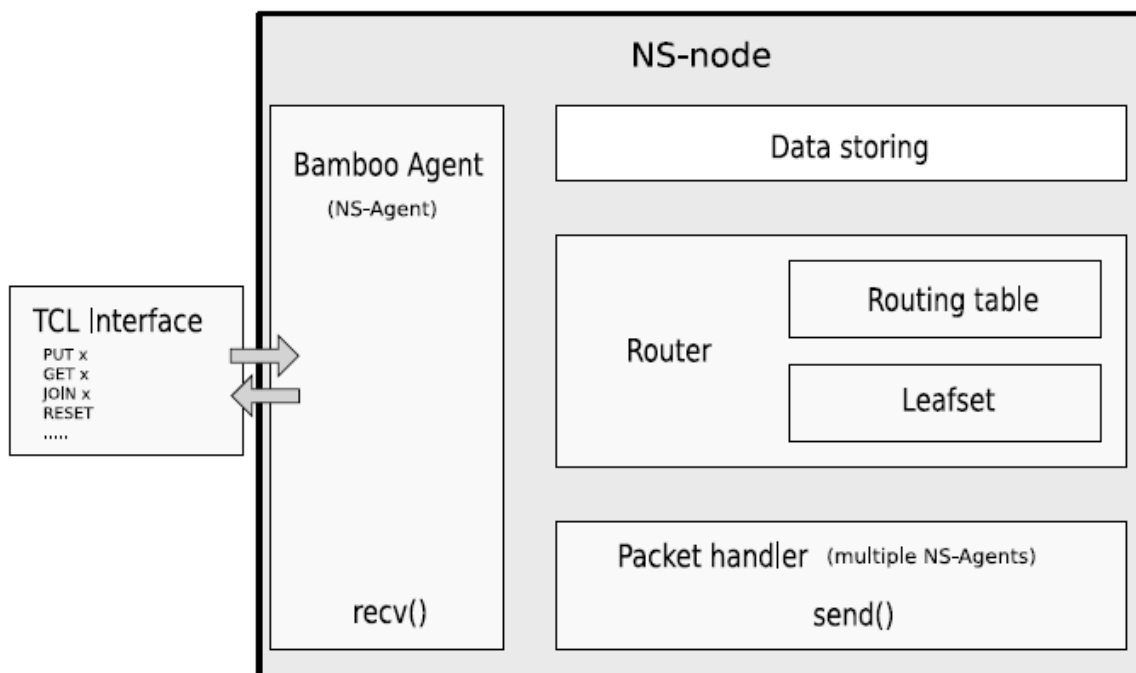 NS-node
Bamboo Agent
(NS-Agent)
recv()
Data storing
Router
Routing table
Leafset
Packet handler (multiple NS-Agents)
send()
TCL Interface
PUT x
GET x
JOIN x
RESET
.....